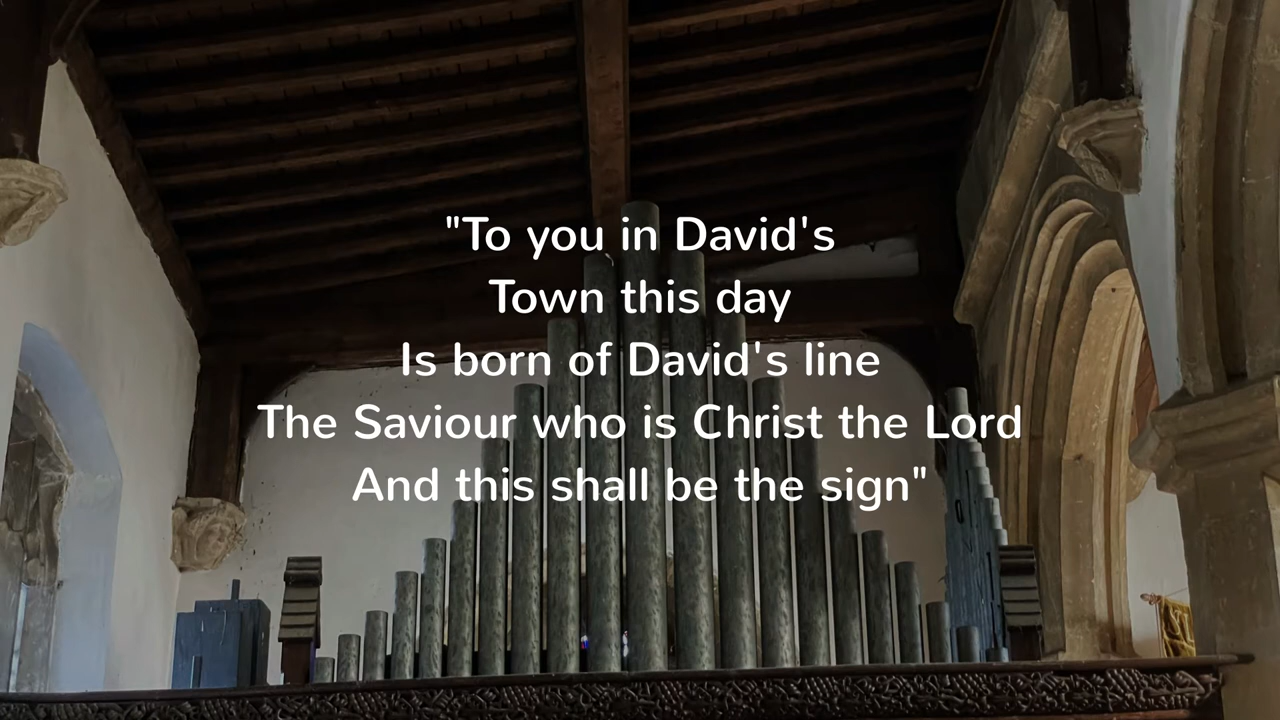 "To you in David's
Town this day
Is born of David's line
The Saviour who is Christ the Lord
And this shall be the sign"